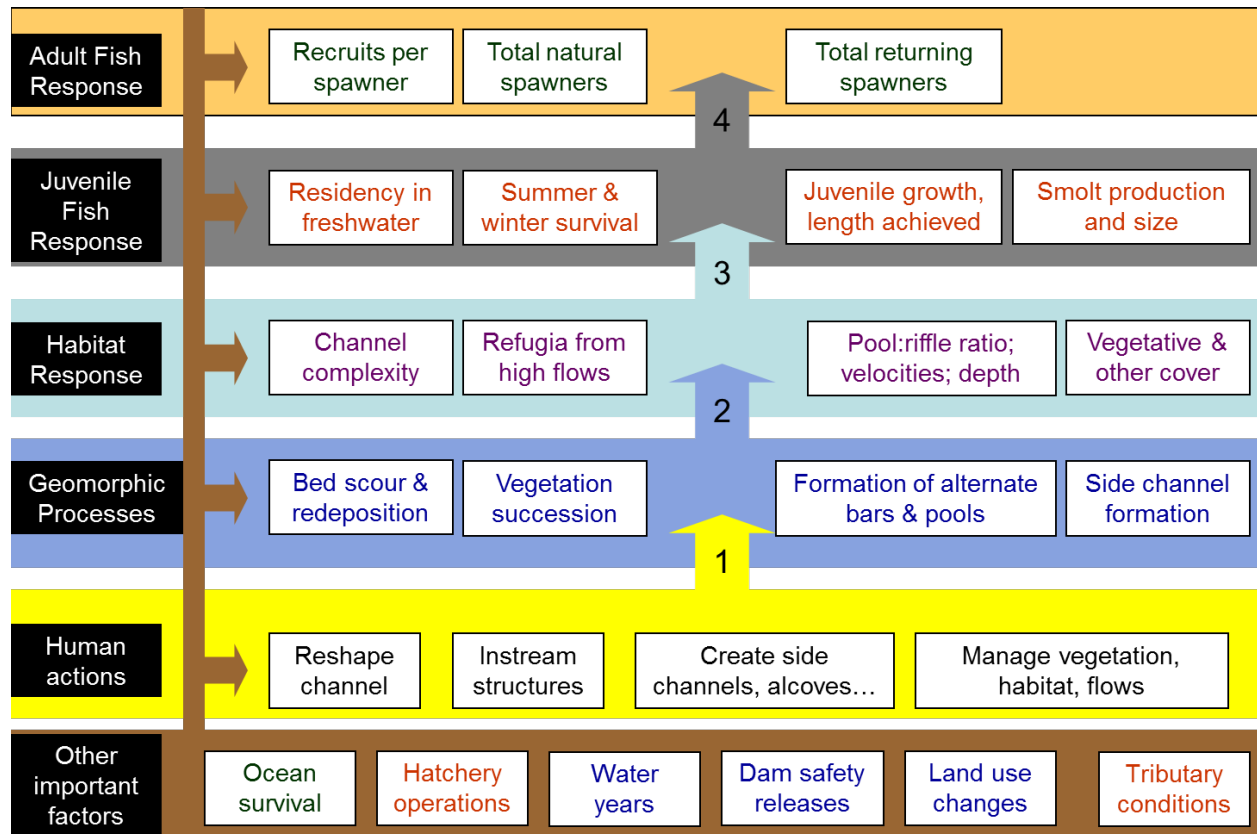 Adult Fish
Response
Recruits per
spawner
Total natural
spawners
Total returning
spawners
4
Juvenile
Fish
Response
Residency in
freshwater
Summer &
winter survival
Juvenile growth,
length achieved
Smolt production
and size
3
Habitat
Response
Channel
complexity
Refugia from
high flows
Pool:riffle ratio;
velocities; depth
Vegetative &
other cover
2
Geomorphic
Processes
Bed scour &
redeposition
Vegetation
succession
Formation of alternate
bars & pools
Side channel
formation
1
Human
actions
Reshape
channel
Instream
structures
Create side
channels, alcoves…
Manage vegetation,
habitat, flows
Other
important
factors
Ocean
survival
Hatchery
operations
Water
years
Dam safety
releases
Land use
changes
Tributary
conditions